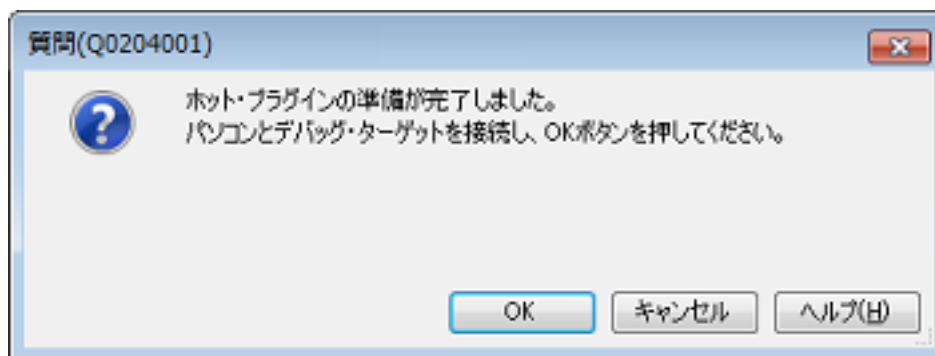 質問(Q0204001)
ホット・プラグインの準備が完了しました。
パソコンとデバッグ・ターゲットを接続し、OKボタンを押してください。
OK
キャンセル
ヘルプ(H)